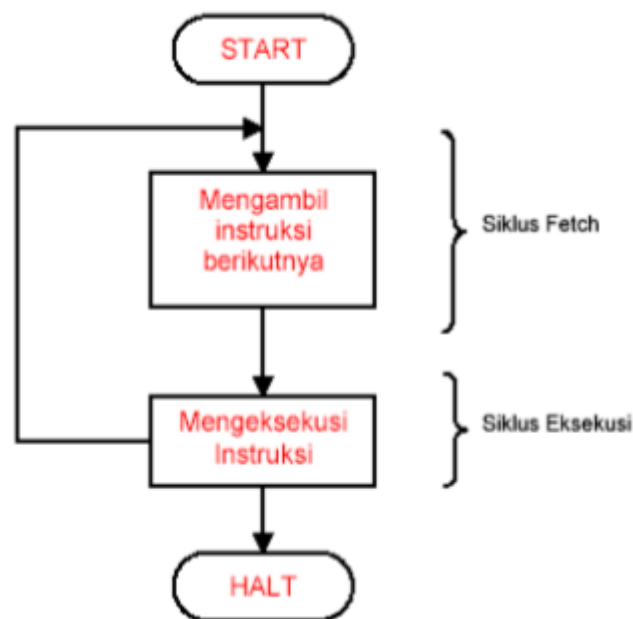 START
Mengambil
instruksi
berikutnya
Siklus Fetch
Mengeksekusi
Instruksi
Siklus Eksekusi
HALT